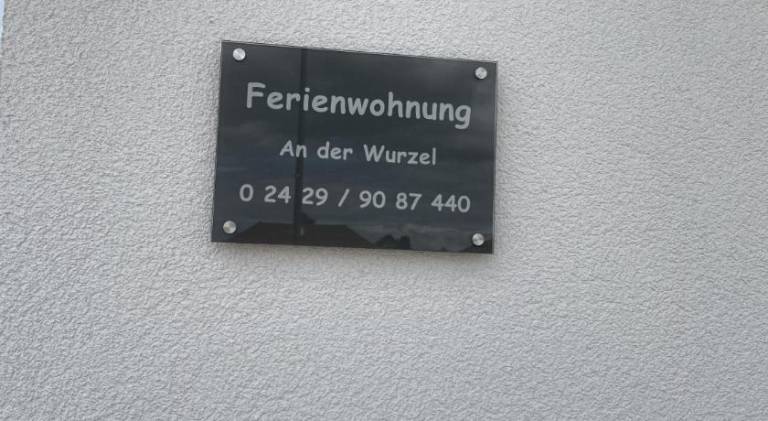 Ferienwohnung
An der Wurzel
0 24 29 / 90 87 440